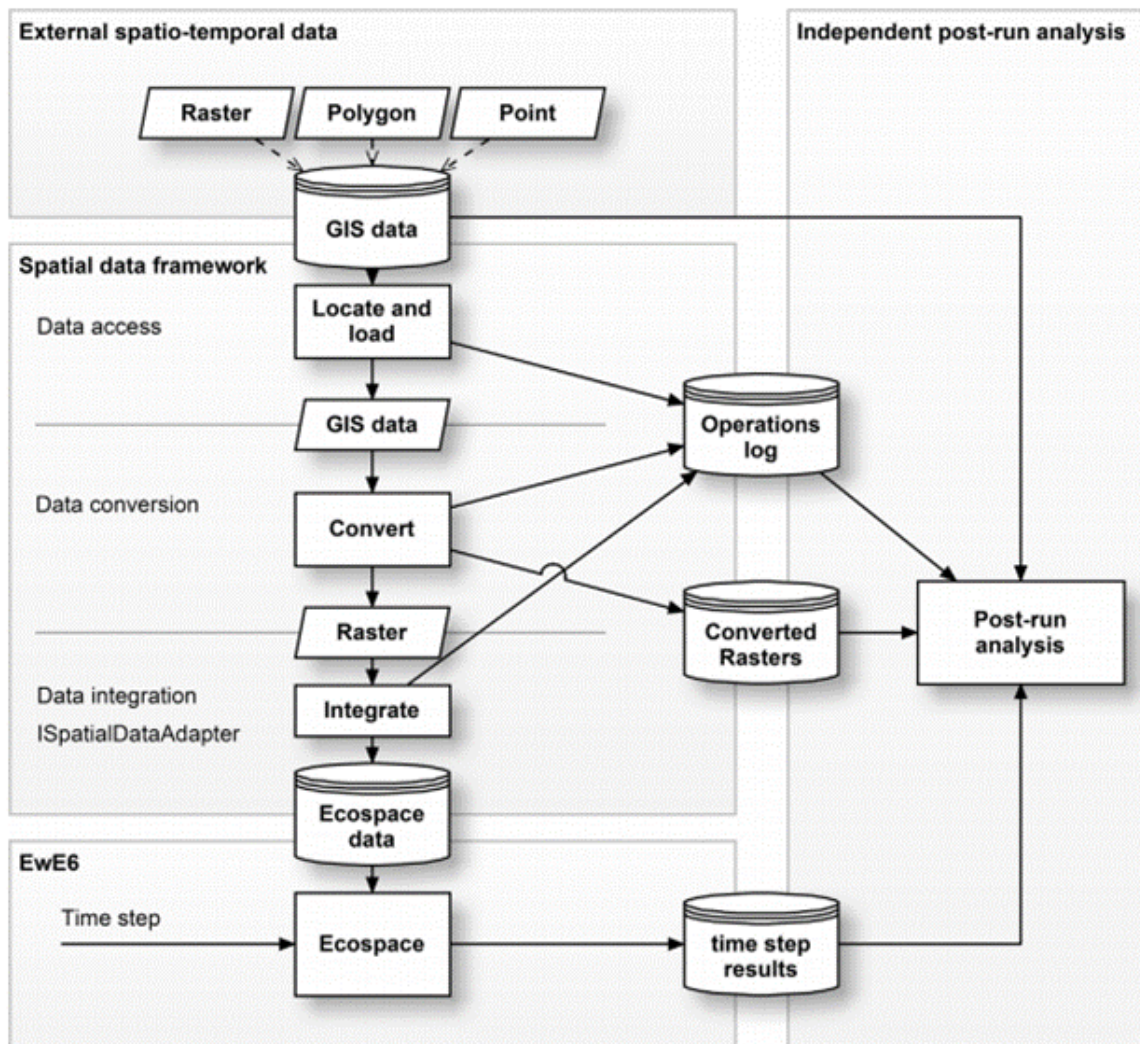 External spatio-temporal data
Independent post-run analysis
Raster
Polygon
Point
GIS data
Spatial data framework
Data access
Locate and
load
GIS data
Operations
log
Data conversion
Convert
Raster
Converted
Rasters
Post-run
analysis
Data integration
ISpatialDataAdapter
Integrate
Ecospace
data
EwE6
Time step
Ecospace
time step
results